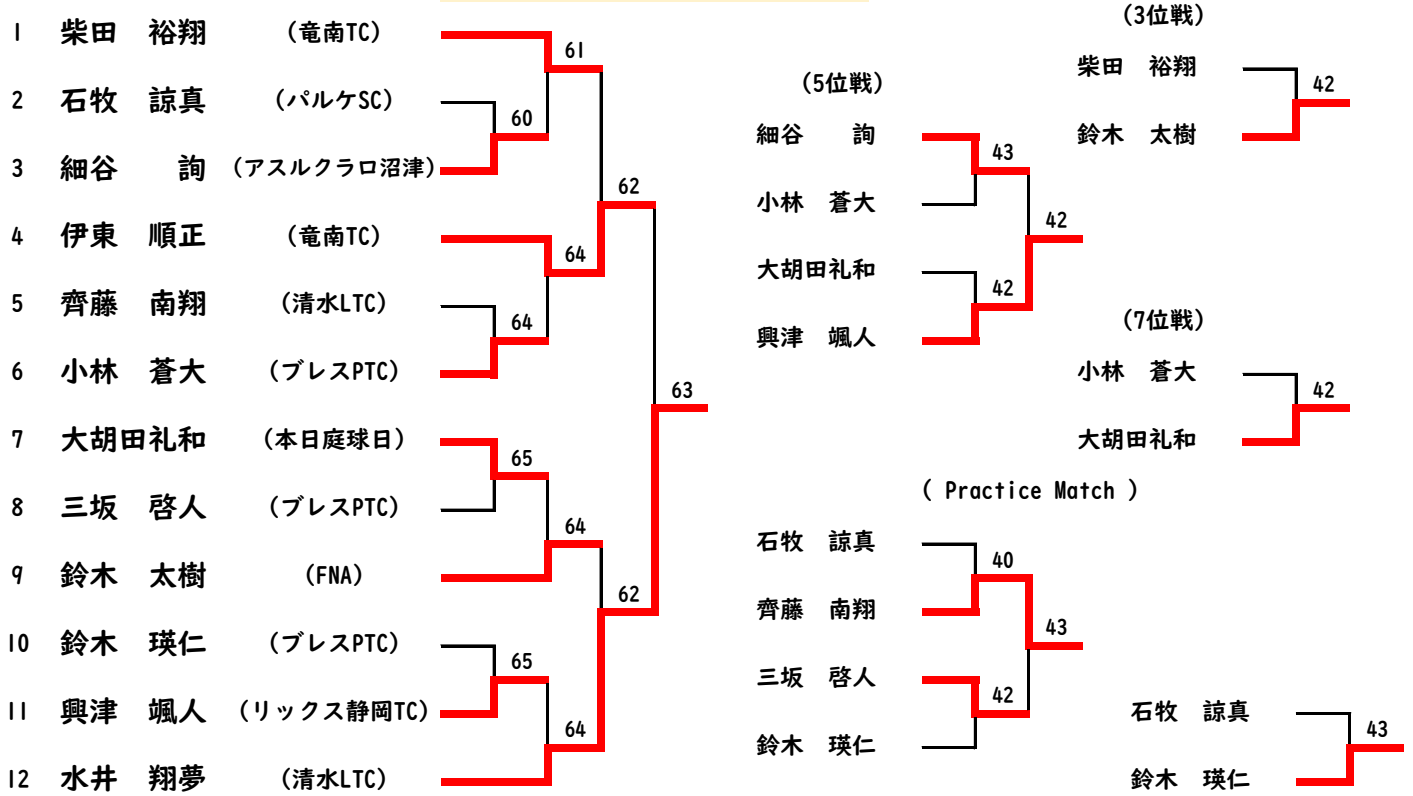 1 柴田 裕翔 (竜南TC)
2 石牧 諒真 (パルケSC)
3 細谷 詢 (アスルクラロ沼津)
4 伊東 順正 (竜南TC)
5 齊藤 南翔 (清水LTC)
6 小林 蒼大 (ブレスPTC)
7 大胡田礼和 (本日庭球日)
8 三坂 啓人 (ブレスPTC)
9 鈴木 太樹 (FNA)
10 鈴木 瑛仁 (ブレスPTC)
11 興津 颯人 (リックス静岡TC)
12 水井 翔夢 (清水LTC)
61
60
64
64
65
64
65
64
62
62
63
(5位戦)
細谷 詢
小林 蒼大
大胡田礼和
興津 颯人
43
42
42
(3位戦)
柴田 裕翔
鈴木 太樹
42
(7位戦)
小林 蒼大
大胡田礼和
42
( Practice Match )
石牧 諒真
齊藤 南翔
三坂 啓人
鈴木 瑛仁
40
42
43
石牧 諒真
鈴木 瑛仁
43